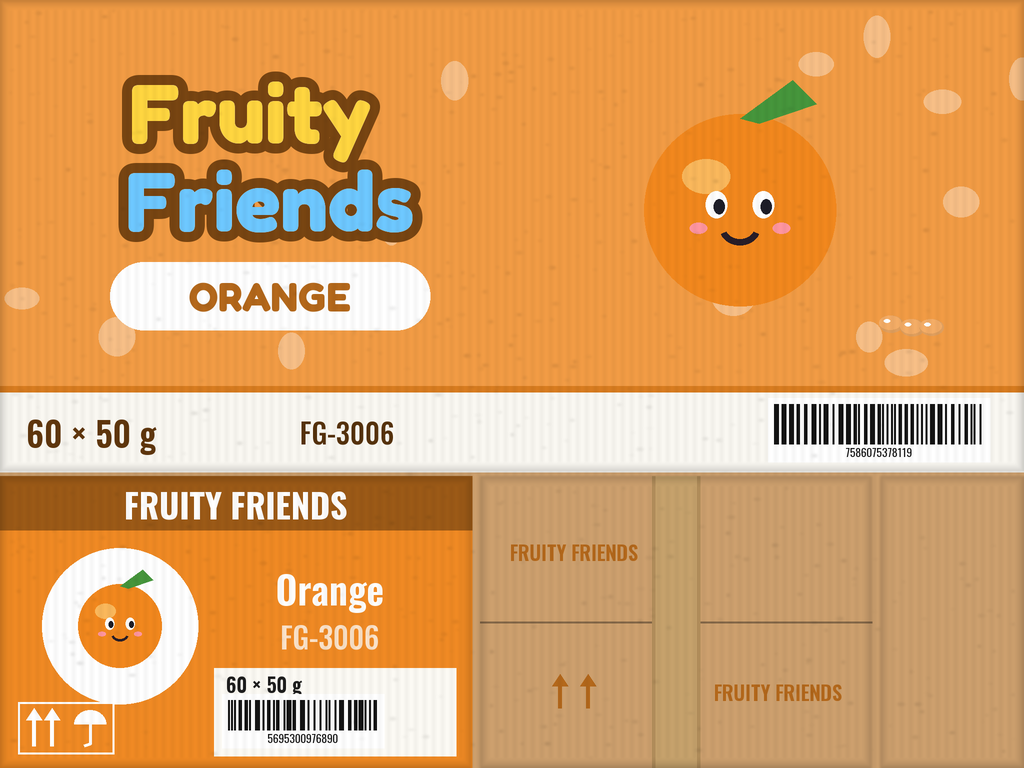 Fruity
Friends
ORANGE
60 × 50 g
FG-3006
7586075378119
FRUITY FRIENDS
Orange
FG-3006
60 × 50 g
5695300976890
FRUITY FRIENDS
FRUITY FRIENDS